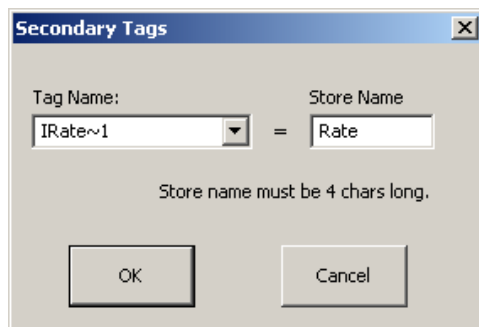 Secondary Tags
Tag Name: Store Name
IRate~1 = Rate
Store name must be 4 chars long.
OK Cancel